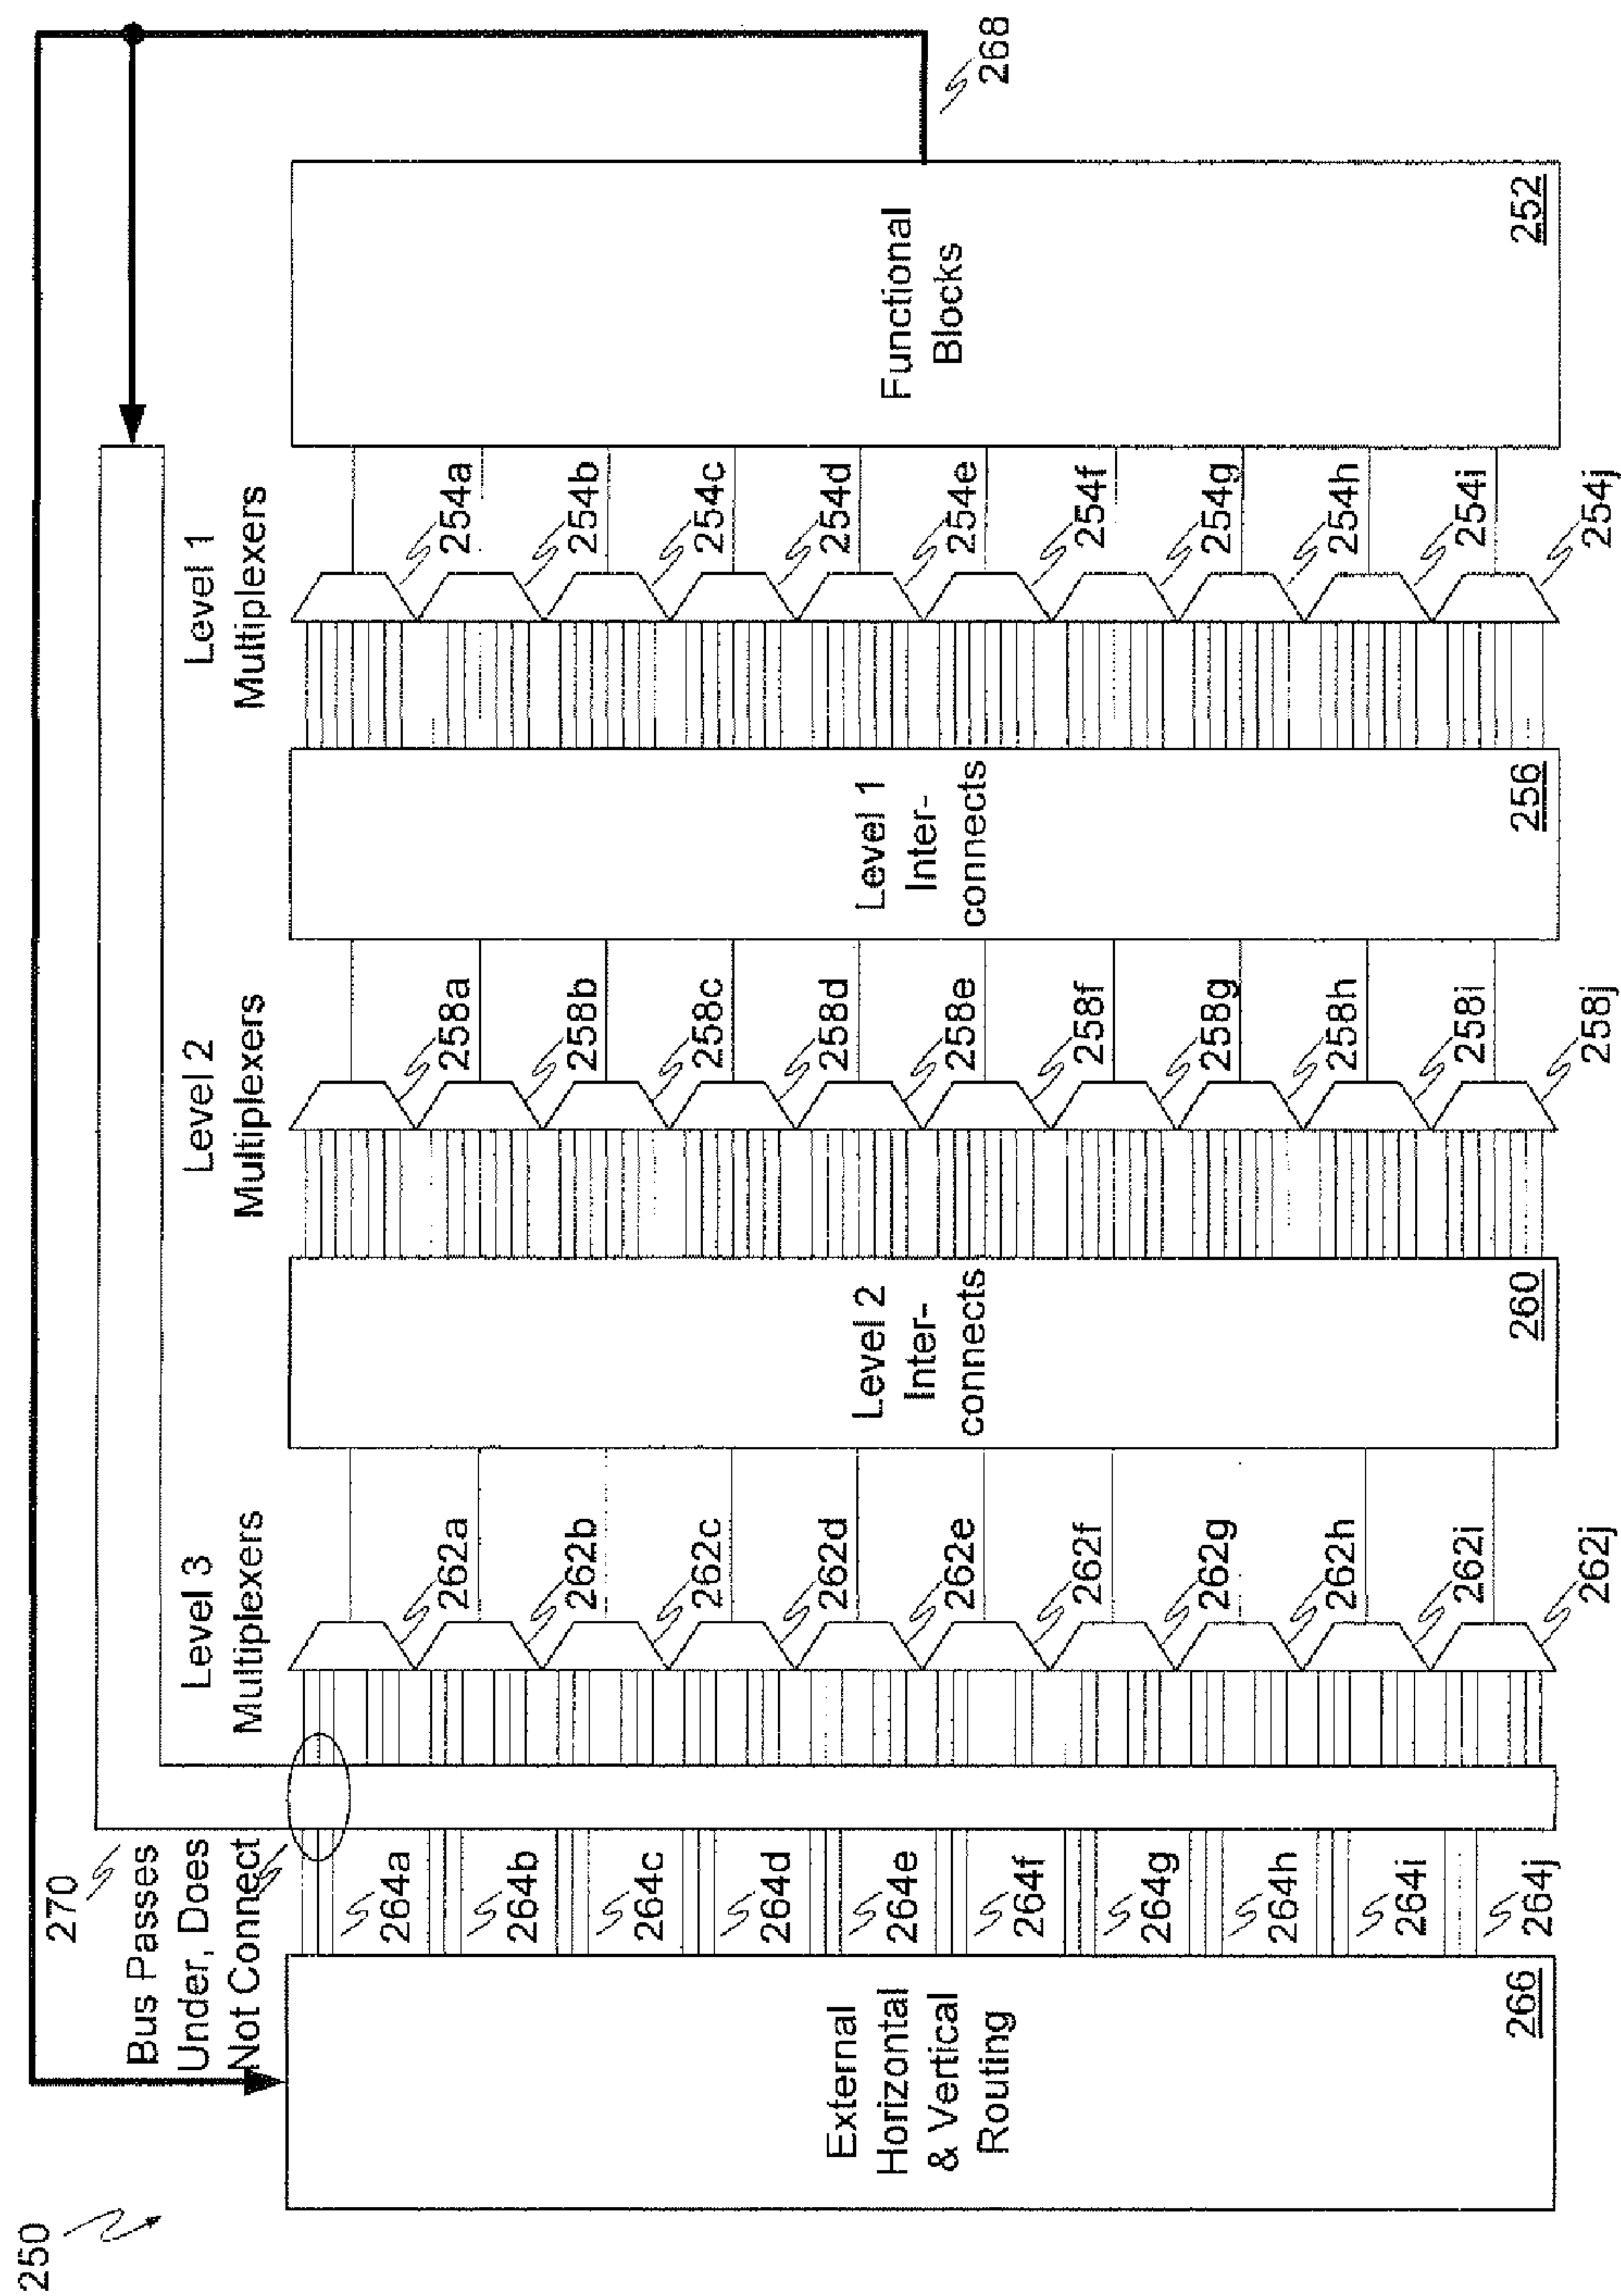 250
270
Bus Passes
Under, Does
Not Connect
Level 3
Multiplexers
Level 2
Multiplexers
Level 1
Multiplexers
268
External
Horizontal
& Vertical
Routing
266
264a
264b
264c
264d
264e
264f
264g
264h
264i
264j
262a
262b
262c
262d
262e
262f
262g
262h
262i
262j
Level 2
Inter-
connects
260
258a
258b
258c
258d
258e
258f
258g
258h
258i
258j
Level 1
Inter-
connects
256
254a
254b
254c
254d
254e
254f
254g
254h
254i
254j
Functional
Blocks
252